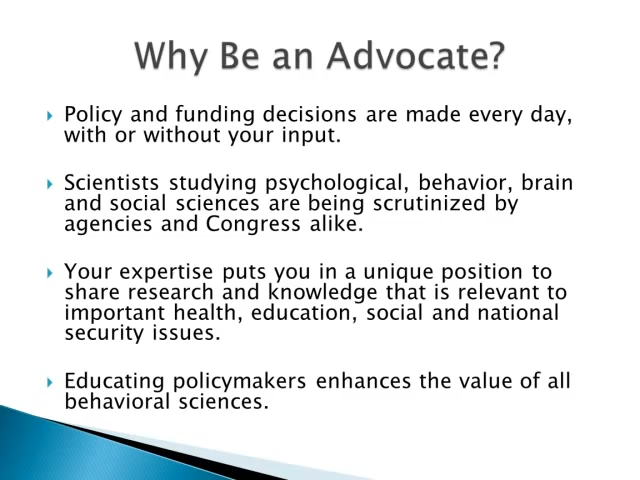 Why Be an Advocate?
Policy and funding decisions are made every day,
with or without your input.
Scientists studying psychological, behavior, brain
and social sciences are being scrutinized by
agencies and Congress alike.
Your expertise puts you in a unique position to
share research and knowledge that is relevant to
important health, education, social and national
security issues.
Educating policymakers enhances the value of all
behavioral sciences.